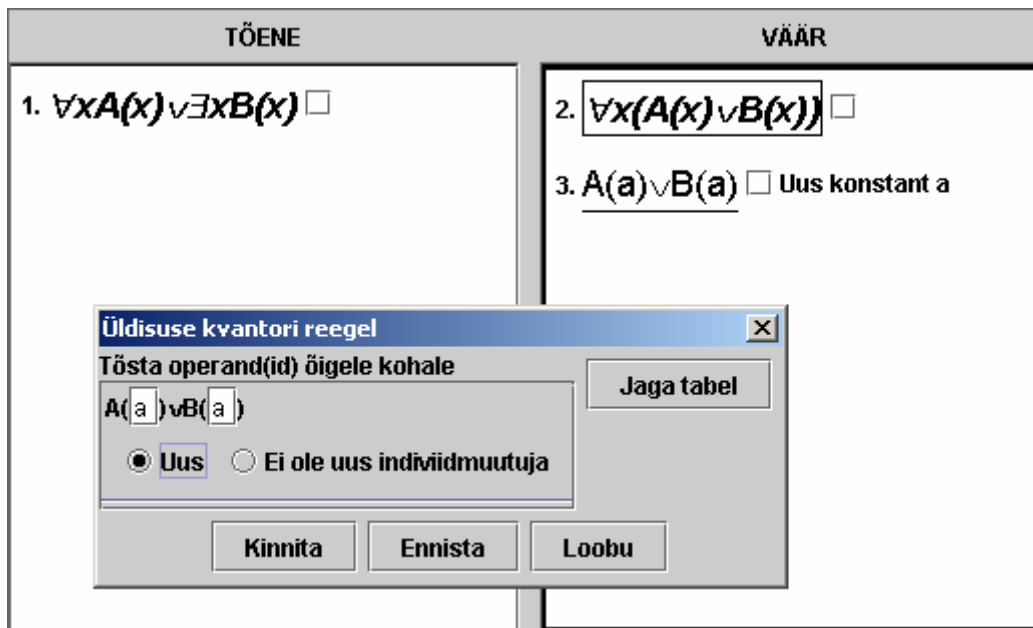 TÕENE
VÄÄR
1. ∀xA(x)∨∃xB(x)
2. ∀x(A(x)∨B(x))
3. A(a)∨B(a) Uus konstant a
Üldisuse kvantori reegel
Tõsta operand(id) õigele kohale
Jaga tabel
A(a)∨B(a)
Uus Ei ole uus indiviidmuutuja
Kinnita Ennista Loobu